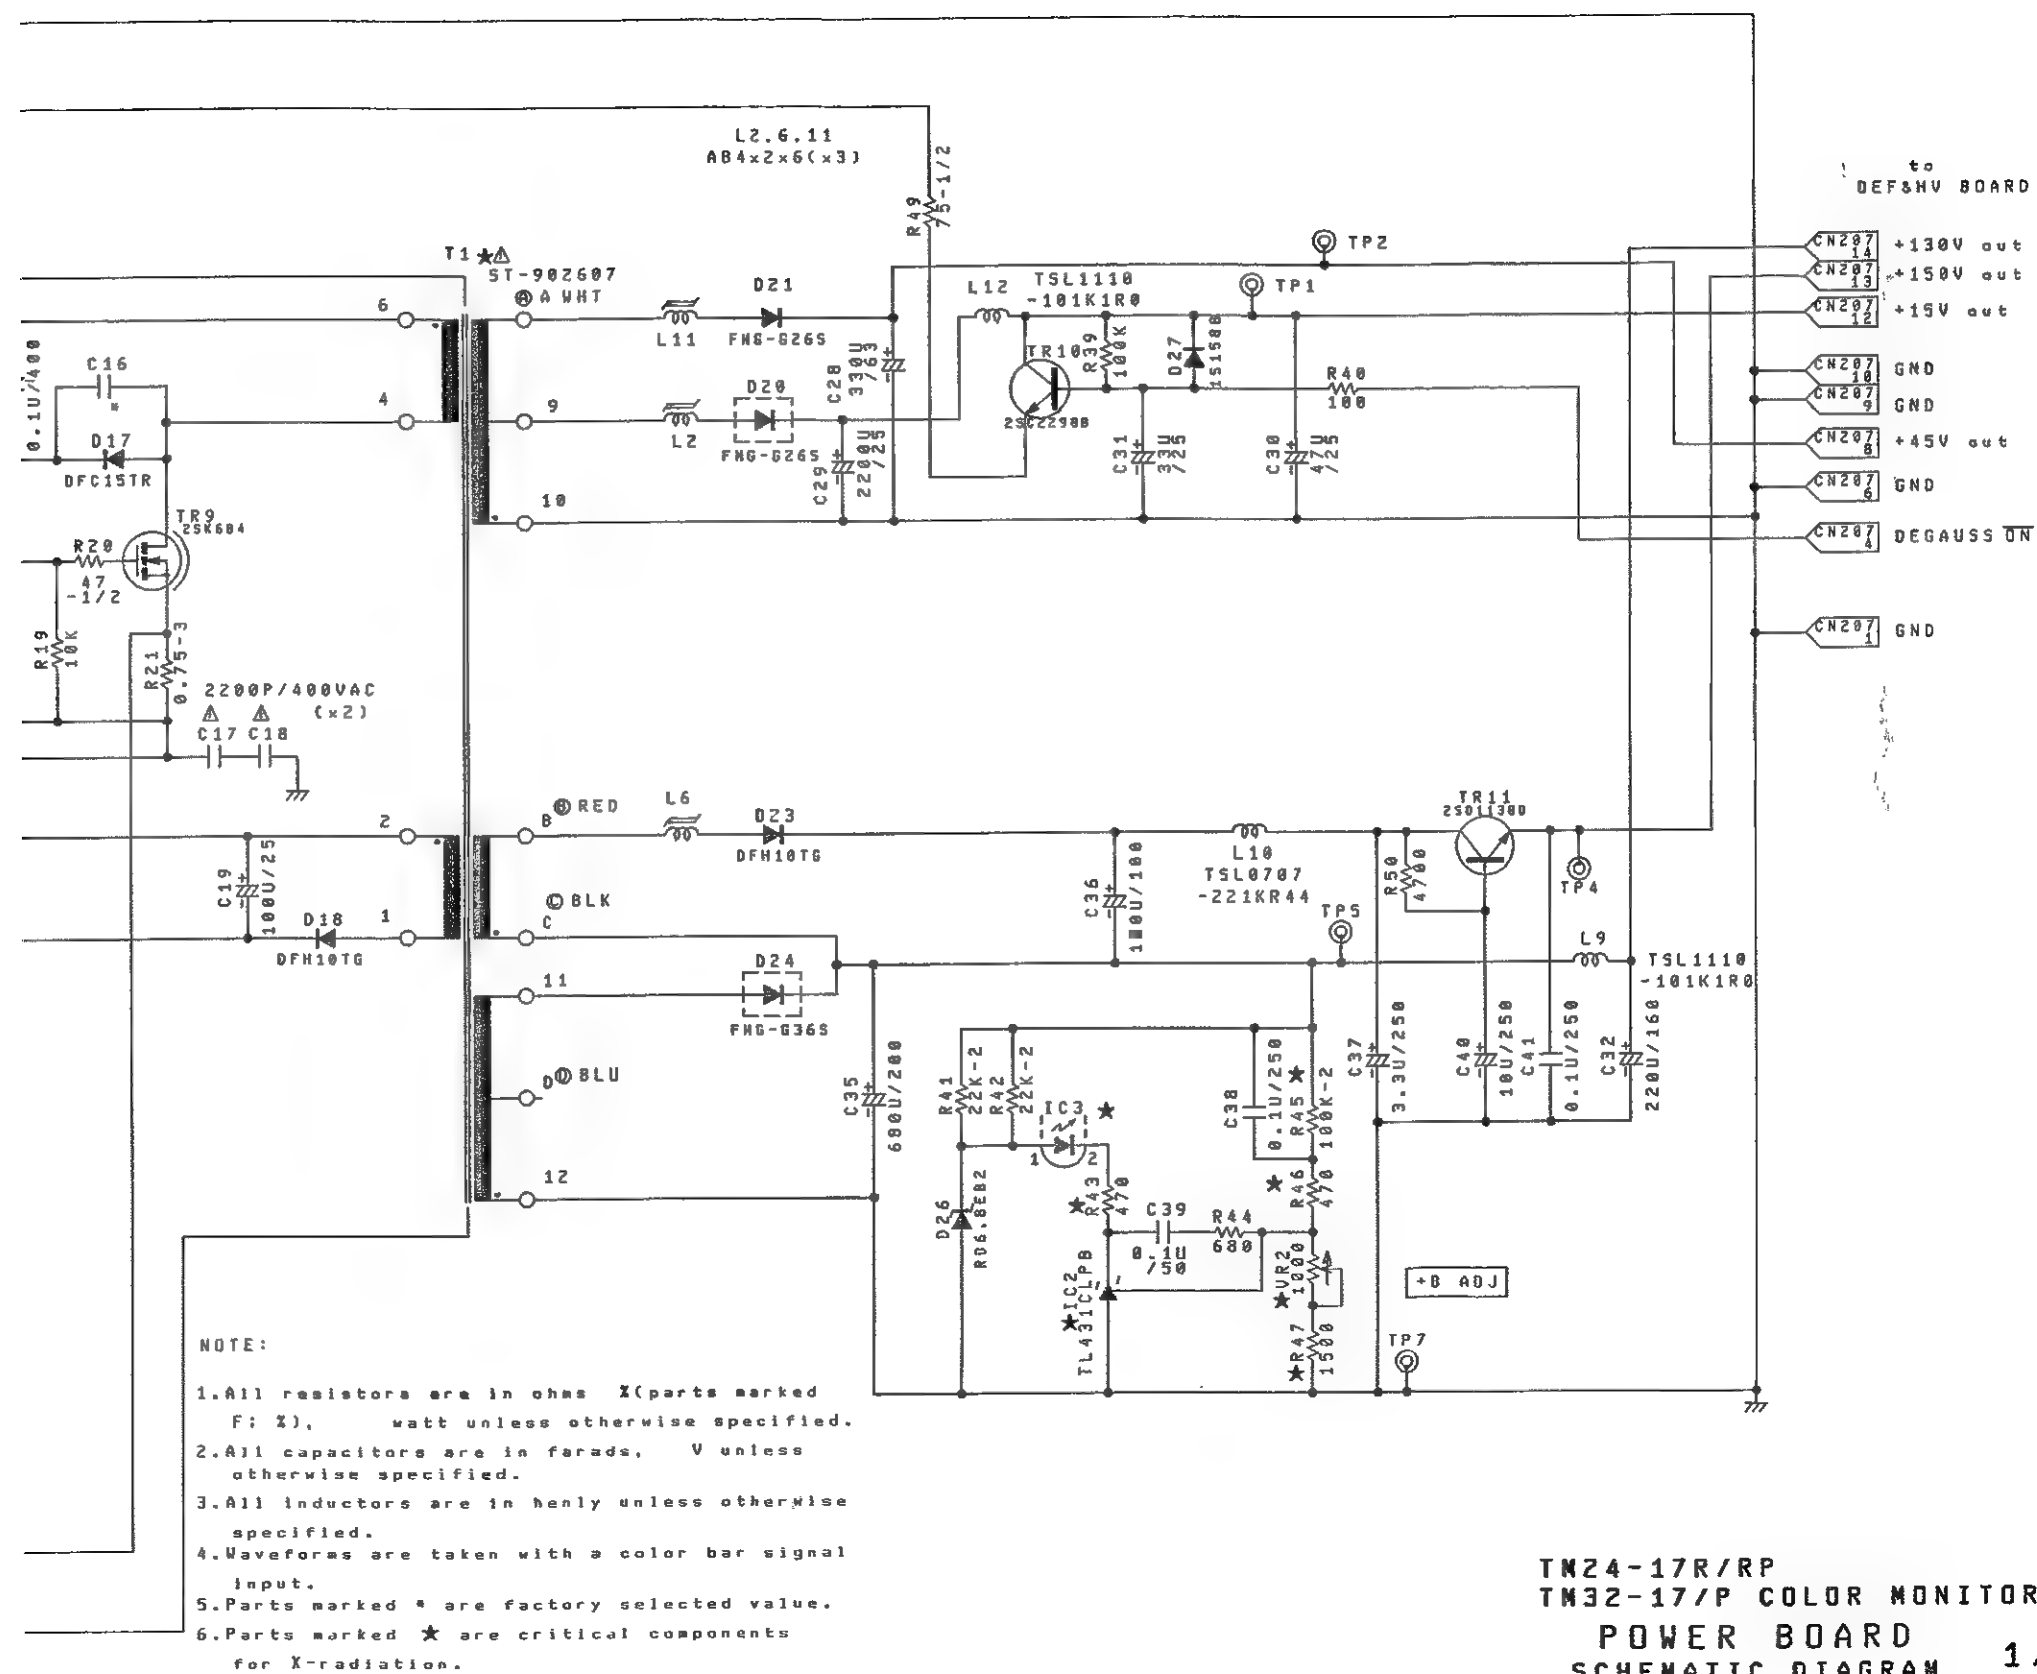 L2.6.11
AB4x2x6(x3)
R49
75-1/2
to
DEF&HV BOARD
T1★
ST-902607
Ⓐ A WHT
D21
FMG-G26S
L11
L12
TSL1110
-101K1R0
TP2
TP1
CN207 14 +130V out
CN207 13 +150V out
CN207 12 +15V out
CN207 10 GND
CN207 9 GND
CN207 8 +45V out
CN207 6 GND
CN207 4 DEGAUSS ON
CN207 1 GND
6
4
0.1U/400
C16
*
D17
DFC15TR
9
L2
D20
FMG-G26S
C28
330U
/63
C29
2200U
/25
TR10
2SC2298B
R39
100K
D27
1S1588
R40
100
C31
33U
/25
C30
47U
/25
10
TR9
2SK684
R20
47
-1/2
R19
10K
R21
0.75-3
2200P/400VAC
(x2)
C17
C18
2
Ⓑ RED
B
L6
D23
DFH10TG
TR11
2SD1138D
L10
TSL0707
-221KR44
C36
100U/100
R50
4700
TP4
TP5
C19
100U/25
D18
DFH10TG
1
Ⓒ BLK
C
D24
FMG-G36S
11
L9
TSL1110
-101K1R0
D Ⓓ BLU
12
C35
680U/200
R41
22K-2
R42
22K-2
IC3 ★
1
2
C38
0.1U/250
R45 ★
100K-2
C37
3.3U/250
C40
10U/250
C41
0.1U/250
C32
220U/160
D26
RD6.8EB2
★ R43
470
C39
0.1U
/50
R44
680
★ R46
470
★ IC2
TL431CLPB
★ VR2
1000
+B ADJ
★ R47
1500
TP7
NOTE:
1.All resistors are in ohms %(parts marked
F: %), watt unless otherwise specified.
2.All capacitors are in farads, V unless
otherwise specified.
3.All inductors are in henly unless otherwise
specified.
4.Waveforms are taken with a color bar signal
input.
5.Parts marked * are factory selected value.
6.Parts marked ★ are critical components
for X-radiation.
TM24-17R/RP
TM32-17/P COLOR MONITOR
POWER BOARD
SCHEMATIC DIAGRAM